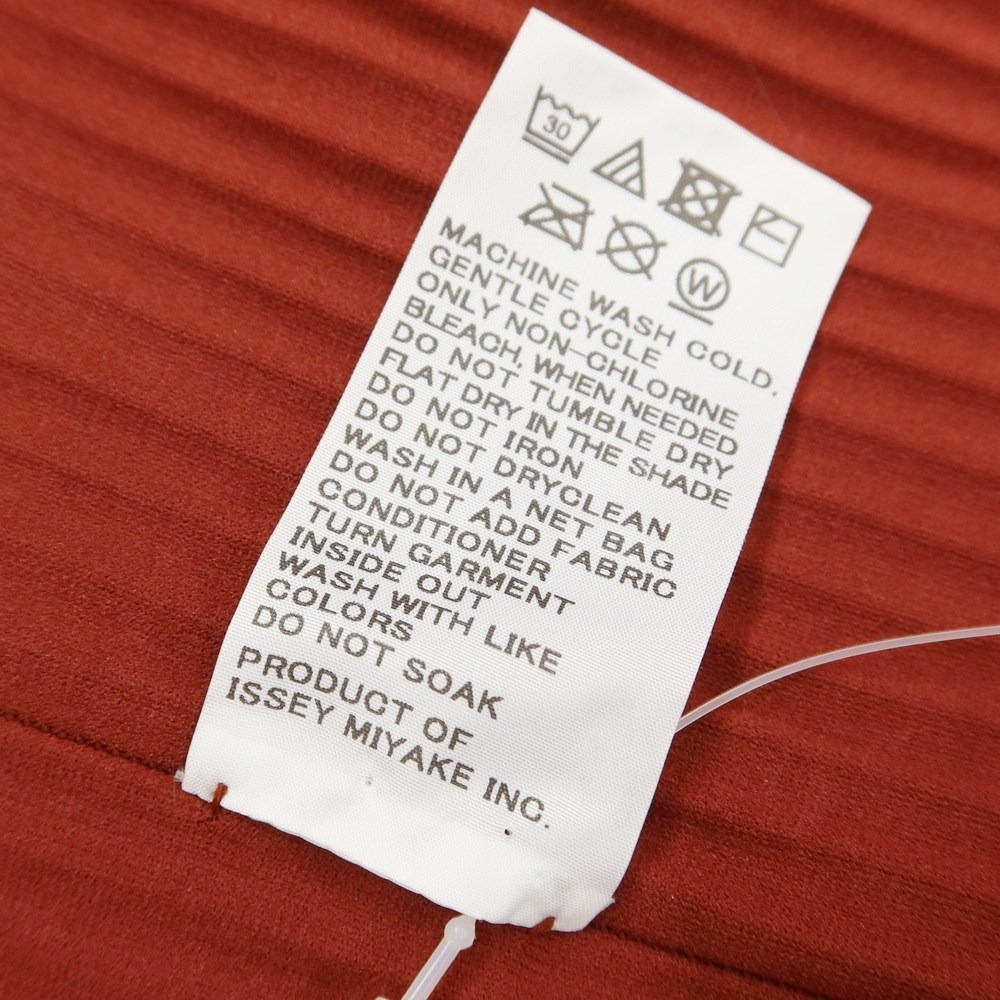 30
W
MACHINE WASH COLD.
GENTLE CYCLE
ONLY NON-CHLORINE
BLEACH, WHEN NEEDED
DO NOT TUMBLE DRY
FLAT DRY IN THE SHADE
DO NOT IRON
DO NOT DRYCLEAN
WASH IN A NET BAG
DO NOT ADD FABRIC
CONDITIONER
TURN GARMENT
INSIDE OUT
WASH WITH LIKE
COLORS
DO NOT SOAK
PRODUCT OF
ISSEY MIYAKE INC.